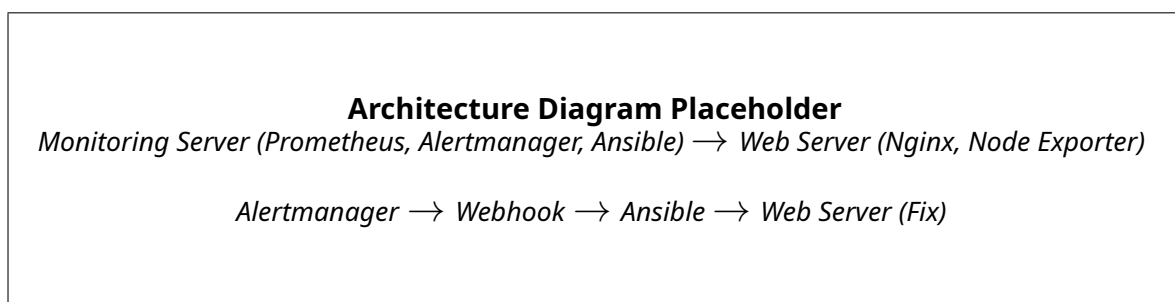 Architecture Diagram Placeholder
Monitoring Server (Prometheus, Alertmanager, Ansible) → Web Server (Nginx, Node Exporter)
Alertmanager → Webhook → Ansible → Web Server (Fix)